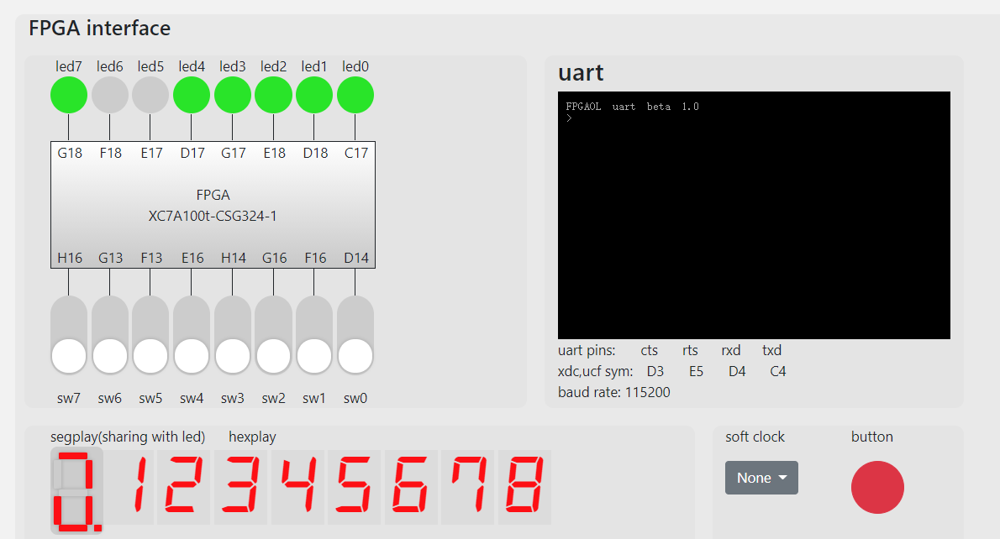 FPGA interface
led7 led6 led5 led4 led3 led2 led1 led0
G18 F18 E17 D17 G17 E18 D18 C17
FPGA
XC7A100t-CSG324-1
H16 G13 F13 E16 H14 G16 F16 D14
sw7 sw6 sw5 sw4 sw3 sw2 sw1 sw0
uart
FPGAOL uart beta 1.0
>
uart pins: cts rts rxd txd
xdc,ucf sym: D3 E5 D4 C4
baud rate: 115200
segplay(sharing with led) hexplay
1 2 3 4 5 6 7 8
soft clock button
None